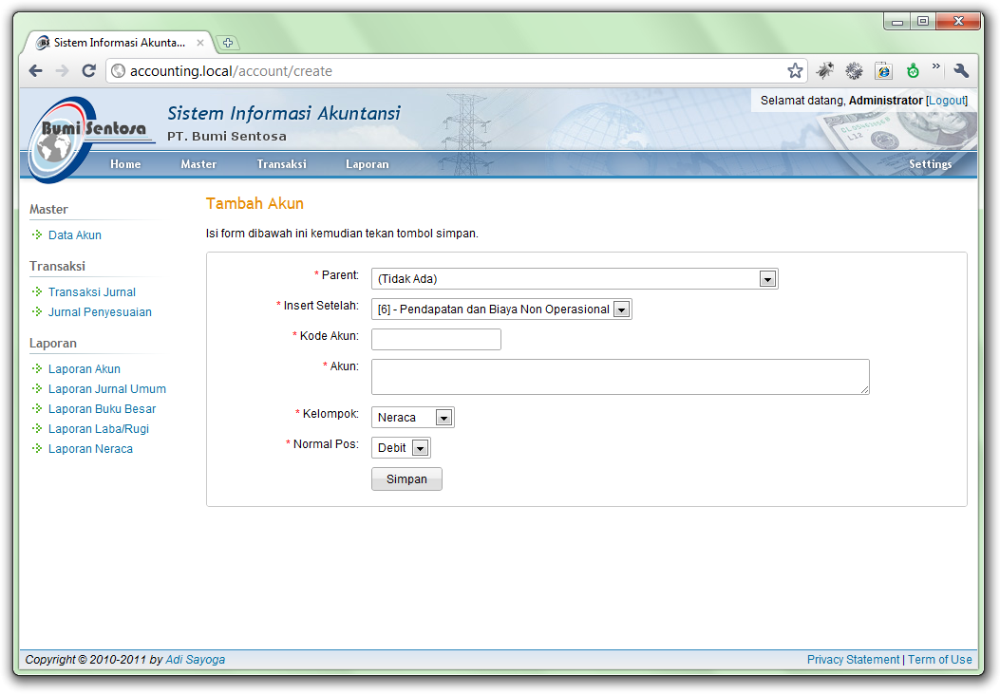 Sistem Informasi Akunta...
accounting.local/account/create
Selamat datang, Administrator [Logout]
Bumi Sentosa
Sistem Informasi Akuntansi
PT. Bumi Sentosa
Home Master Transaksi Laporan Settings
Master
Data Akun
Transaksi
Transaksi Jurnal
Jurnal Penyesuaian
Laporan
Laporan Akun
Laporan Jurnal Umum
Laporan Buku Besar
Laporan Laba/Rugi
Laporan Neraca
Tambah Akun
Isi form dibawah ini kemudian tekan tombol simpan.
* Parent: (Tidak Ada)
* Insert Setelah: [6] - Pendapatan dan Biaya Non Operasional
* Kode Akun:
* Akun:
* Kelompok: Neraca
* Normal Pos: Debit
Simpan
Copyright © 2010-2011 by Adi Sayoga
Privacy Statement | Term of Use